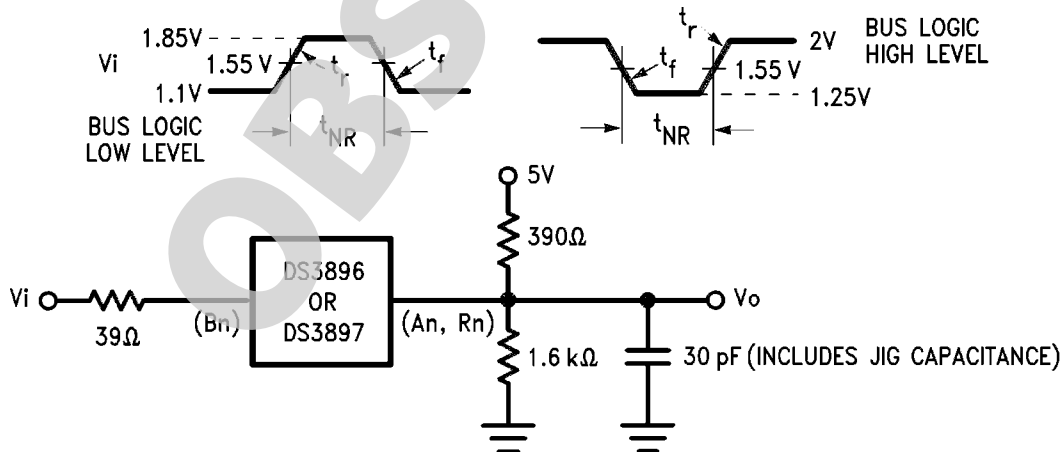 Vi
1.85V
1.55 V
1.1V
tr
tf
tNR
BUS LOGIC
LOW LEVEL
tr
tf
2V
1.55V
1.25V
tNR
BUS LOGIC
HIGH LEVEL
OBS
5V
390Ω
Vi
39Ω
(Bn)
DS3896
OR
DS3897
(An, Rn)
Vo
1.6 kΩ
30 pF (INCLUDES JIG CAPACITANCE)